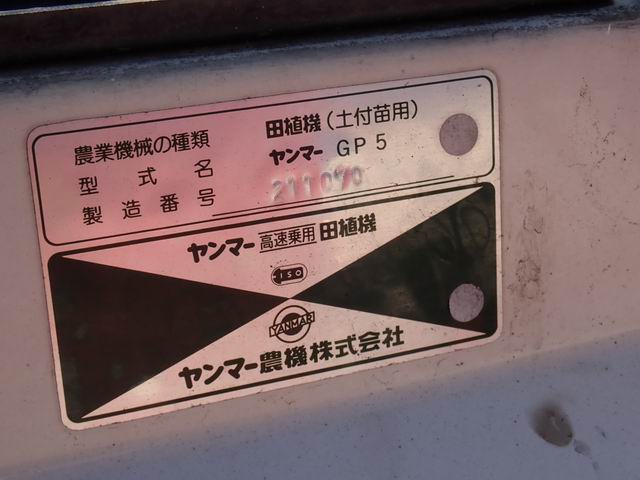 農業機械の種類 田植機(土付苗用)
型式名 ヤンマー GP5
製造番号 211070
ヤンマー 高速乗用 田植機
ISO
YANMAR
ヤンマー農機株式会社